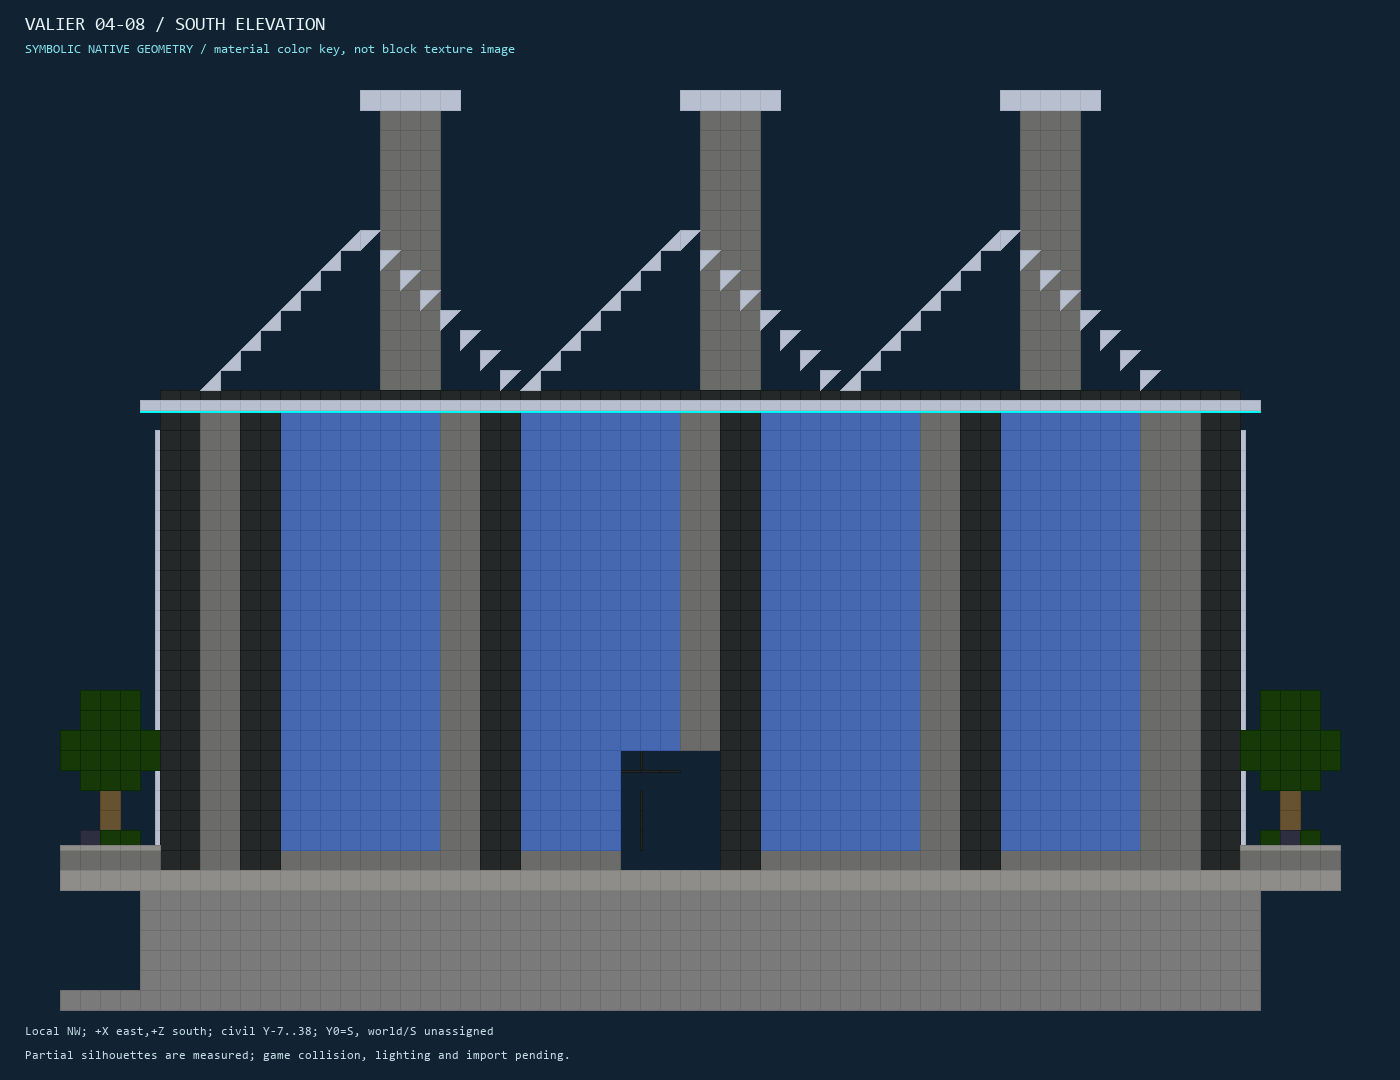 VALIER 04-08 / SOUTH ELEVATION
SYMBOLIC NATIVE GEOMETRY / material color key, not block texture image
Local NW; +X east,+Z south; civil Y-7..38; Y0=S, world/S unassigned
Partial silhouettes are measured; game collision, lighting and import pending.